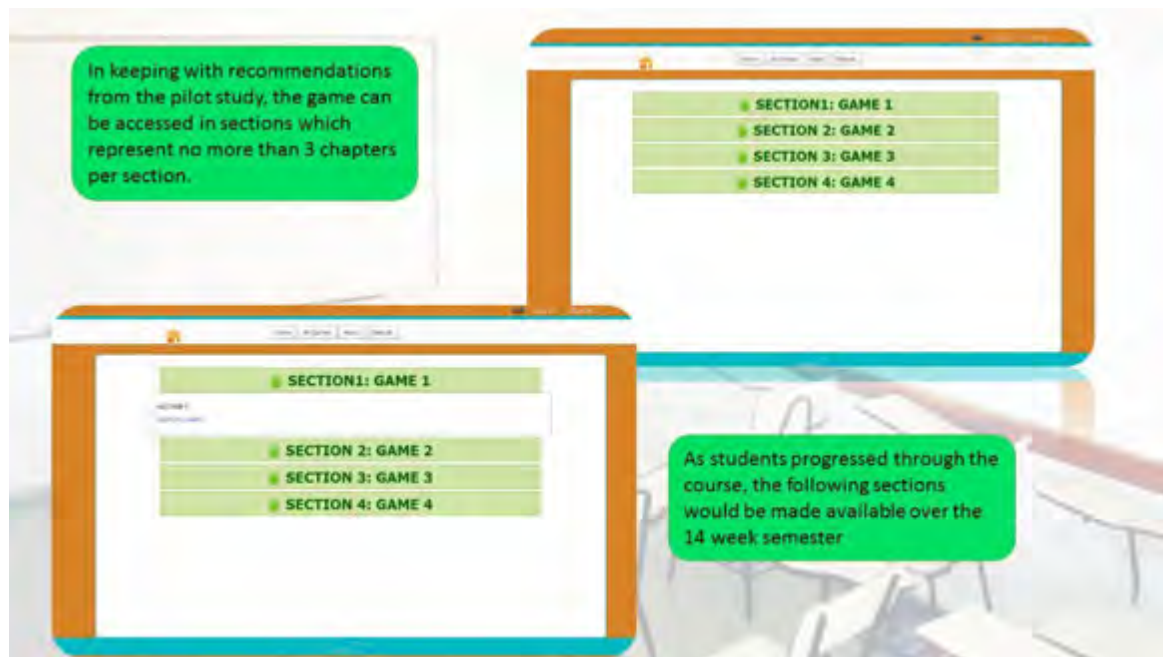 In keeping with recommendations
from the pilot study, the game can
be accessed in sections which
represent no more than 3 chapters
per section.
SECTION1: GAME 1
SECTION 2: GAME 2
SECTION 3: GAME 3
SECTION 4: GAME 4
SECTION1: GAME 1
SECTION 2: GAME 2
SECTION 3: GAME 3
SECTION 4: GAME 4
As students progressed through the
course, the following sections
would be made available over the
14 week semester